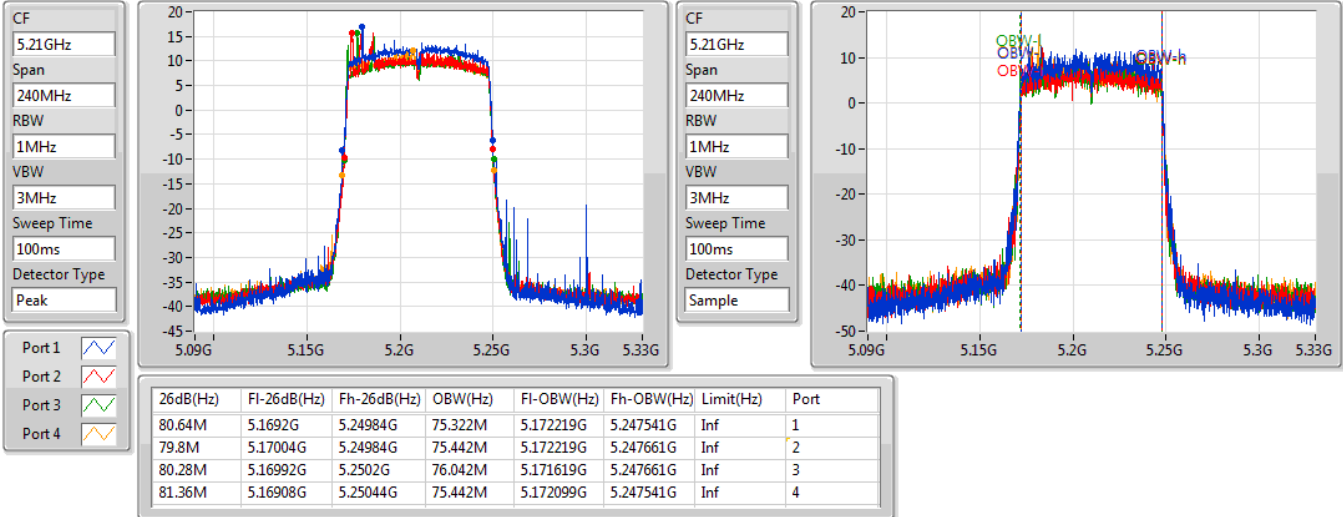 CF
5.21GHz
Span
240MHz
RBW
1MHz
VBW
3MHz
Sweep Time
100ms
Detector Type
Peak
20
15
10
5
0
-5
-10
-15
-20
-25
-30
-35
-40
-45
5.09G 5.15G 5.2G 5.25G 5.3G 5.33G
CF
5.21GHz
Span
240MHz
RBW
1MHz
VBW
3MHz
Sweep Time
100ms
Detector Type
Sample
20
10
0
-10
-20
-30
-40
-50
OBW-l
OBW-h
5.09G 5.15G 5.2G 5.25G 5.3G 5.33G
Port 1
Port 2
Port 3
Port 4
26dB(Hz) Fl-26dB(Hz) Fh-26dB(Hz) OBW(Hz) Fl-OBW(Hz) Fh-OBW(Hz) Limit(Hz) Port
80.64M 5.1692G 5.24984G 75.322M 5.172219G 5.247541G Inf 1
79.8M 5.17004G 5.24984G 75.442M 5.172219G 5.247661G Inf 2
80.28M 5.16992G 5.2502G 76.042M 5.171619G 5.247661G Inf 3
81.36M 5.16908G 5.25044G 75.442M 5.172099G 5.247541G Inf 4